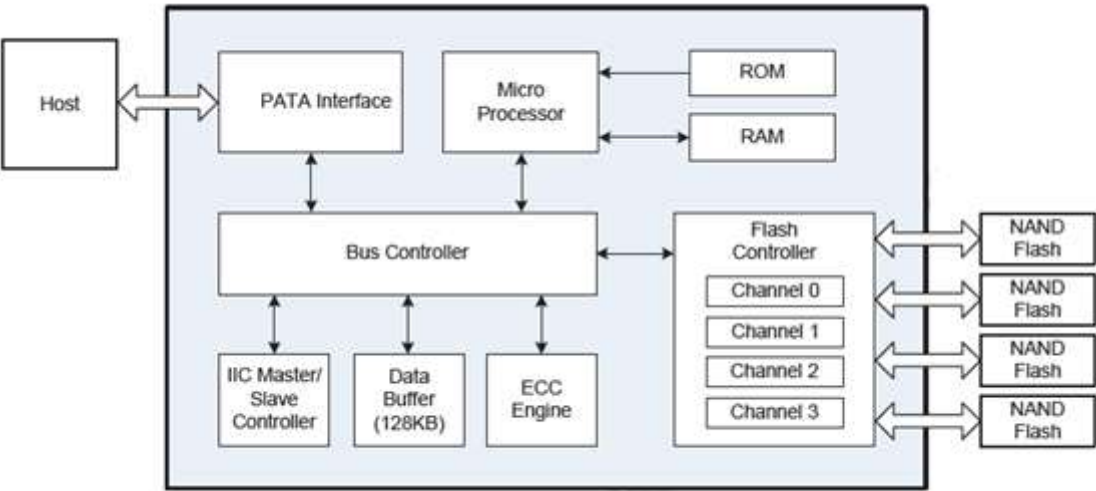 Host
PATA Interface
Micro
Processor
ROM
RAM
Bus Controller
Flash
Controller
Channel 0
Channel 1
Channel 2
Channel 3
NAND
Flash
NAND
Flash
NAND
Flash
NAND
Flash
IIC Master/
Slave
Controller
Data
Buffer
(128KB)
ECC
Engine